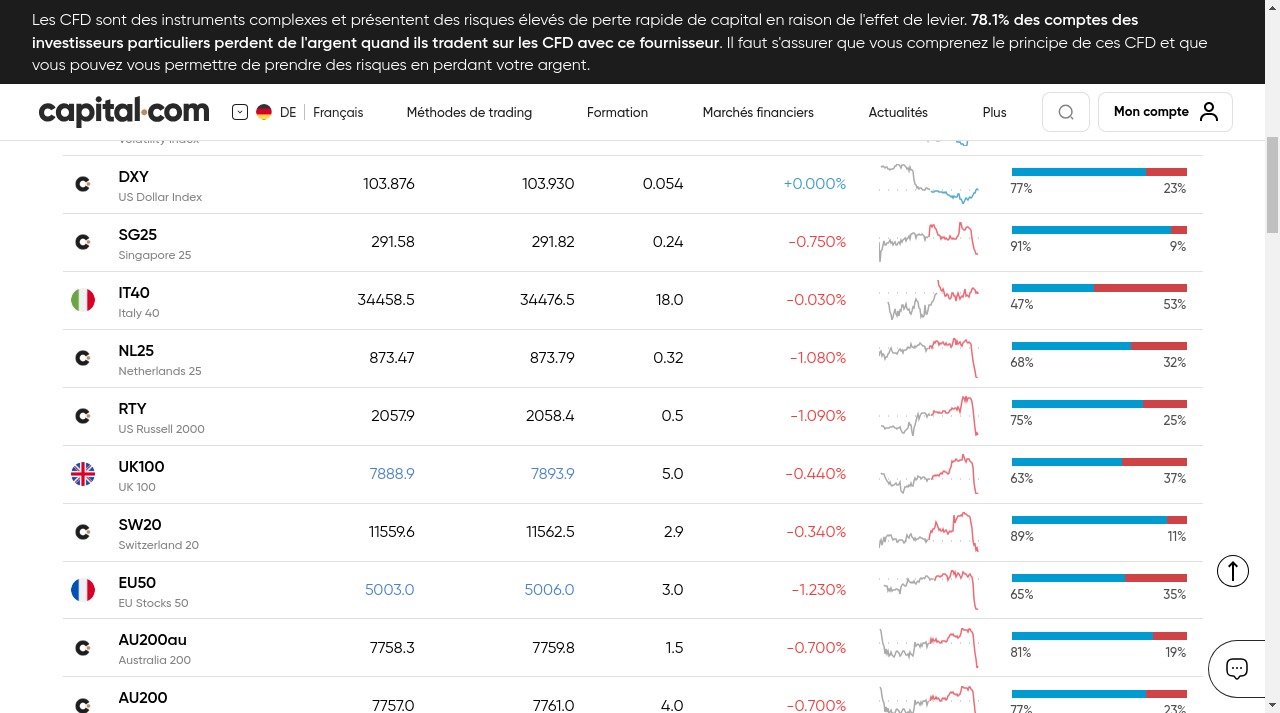 Les CFD sont des instruments complexes et présentent des risques élevés de perte rapide de capital en raison de l'effet de levier. 78.1% des comptes des
investisseurs particuliers perdent de l'argent quand ils tradent sur les CFD avec ce fournisseur. Il faut s'assurer que vous comprenez le principe de ces CFD et que
vous pouvez vous permettre de prendre des risques en perdant votre argent.
capital.com DE Français Méthodes de trading Formation Marchés financiers Actualités Plus Mon compte
Volatility Index
DXY 103.876 103.930 0.054 +0.000%
US Dollar Index 77% 23%
SG25 291.58 291.82 0.24 -0.750%
Singapore 25 91% 9%
IT40 34458.5 34476.5 18.0 -0.030%
Italy 40 47% 53%
NL25 873.47 873.79 0.32 -1.080%
Netherlands 25 68% 32%
RTY 2057.9 2058.4 0.5 -1.090%
US Russell 2000 75% 25%
UK100 7888.9 7893.9 5.0 -0.440%
UK 100 63% 37%
SW20 11559.6 11562.5 2.9 -0.340%
Switzerland 20 89% 11%
EU50 5003.0 5006.0 3.0 -1.230%
EU Stocks 50 65% 35%
AU200au 7758.3 7759.8 1.5 -0.700%
Australia 200 81% 19%
AU200 7757.0 7761.0 4.0 -0.700%
77% 23%